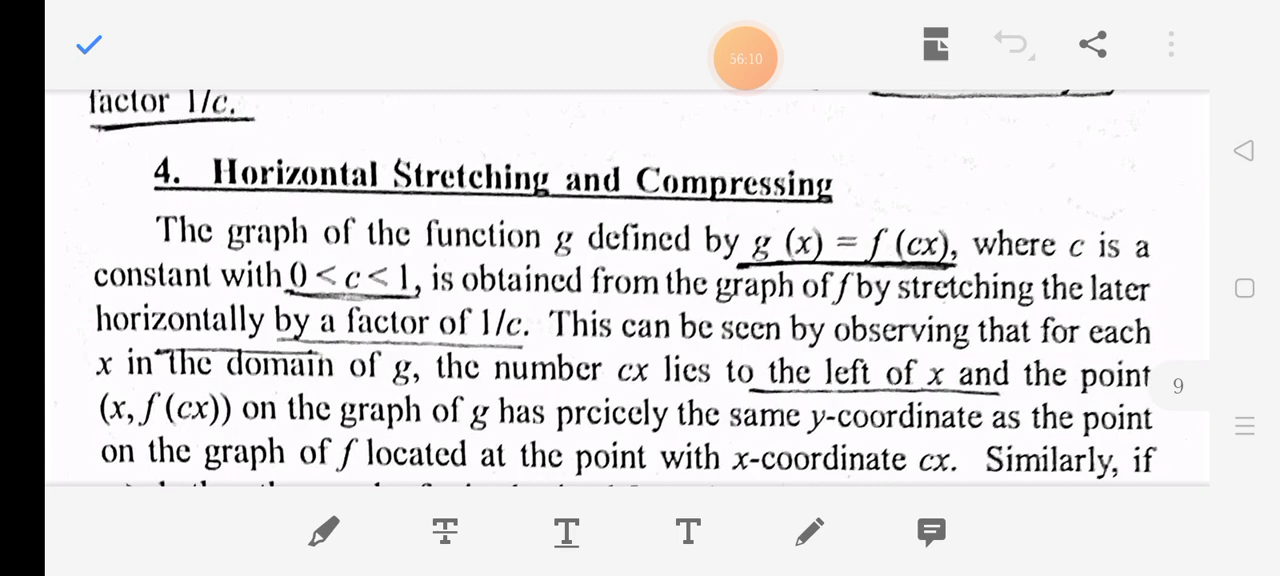 56:10
factor 1/c.
4. Horizontal Stretching and Compressing
The graph of the function g defined by g (x) = f (cx), where c is a
constant with 0 < c < 1, is obtained from the graph of f by stretching the later
horizontally by a factor of 1/c. This can be seen by observing that for each
x in the domain of g, the number cx lies to the left of x and the point
(x, f (cx)) on the graph of g has prcicely the same y-coordinate as the point
9
on the graph of f located at the point with x-coordinate cx. Similarly, if